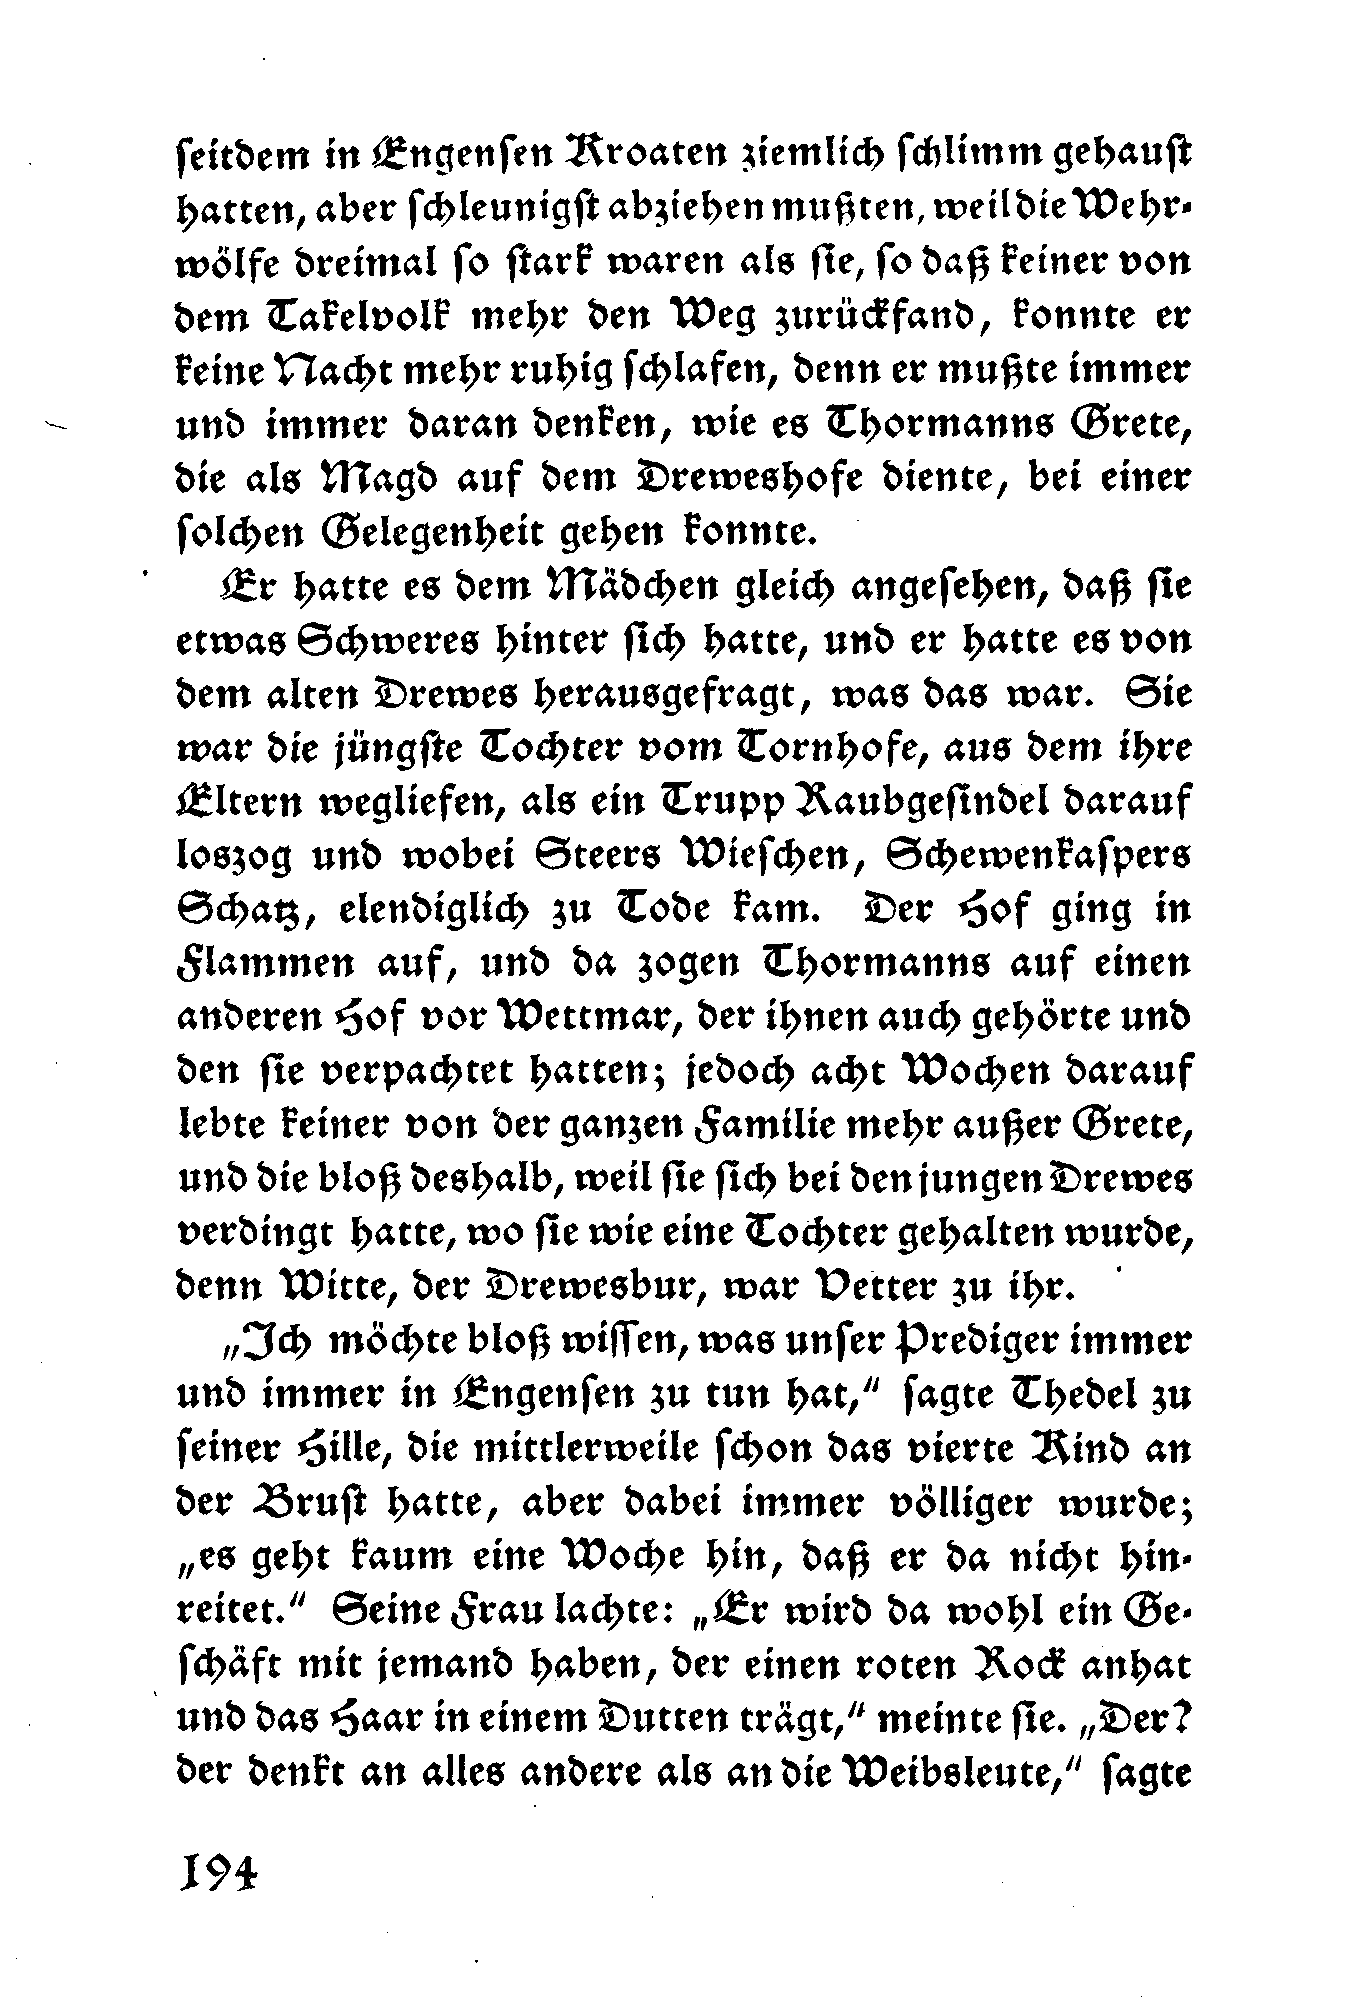 seitdem in Engensen Kroaten ziemlich schlimm gehaust
hatten, aber schleunigst abziehen mußten, weil die Wehr-
wölfe dreimal so stark waren als sie, so daß keiner von
dem Takelvolk mehr den Weg zurückfand, konnte er
keine Nacht mehr ruhig schlafen, denn er mußte immer
und immer daran denken, wie es Thormanns Grete,
die als Magd auf dem Dreweshofe diente, bei einer
solchen Gelegenheit gehen konnte.
Er hatte es dem Mädchen gleich angesehen, daß sie
etwas Schweres hinter sich hatte, und er hatte es von
dem alten Drewes herausgefragt, was das war. Sie
war die jüngste Tochter vom Tornhofe, aus dem ihre
Eltern wegliefen, als ein Trupp Raubgesindel darauf
loszog und wobei Steers Wieschen, Schewenkaspers
Schatz, elendiglich zu Tode kam. Der Hof ging in
Flammen auf, und da zogen Thormanns auf einen
anderen Hof vor Wettmar, der ihnen auch gehörte und
den sie verpachtet hatten; jedoch acht Wochen darauf
lebte keiner von der ganzen Familie mehr außer Grete,
und die bloß deshalb, weil sie sich bei den jungen Drewes
verdingt hatte, wo sie wie eine Tochter gehalten wurde,
denn Witte, der Drewesbur, war Vetter zu ihr.
„Ich möchte bloß wissen, was unser Prediger immer
und immer in Engensen zu tun hat,“ sagte Thedel zu
seiner Hille, die mittlerweile schon das vierte Kind an
der Brust hatte, aber dabei immer völliger wurde;
„es geht kaum eine Woche hin, daß er da nicht hin-
reitet.“ Seine Frau lachte: „Er wird da wohl ein Ge-
schäft mit jemand haben, der einen roten Rock anhat
und das Haar in einem Dutten trägt,“ meinte sie. „Der?
der denkt an alles andere als an die Weibsleute,“ sagte
194